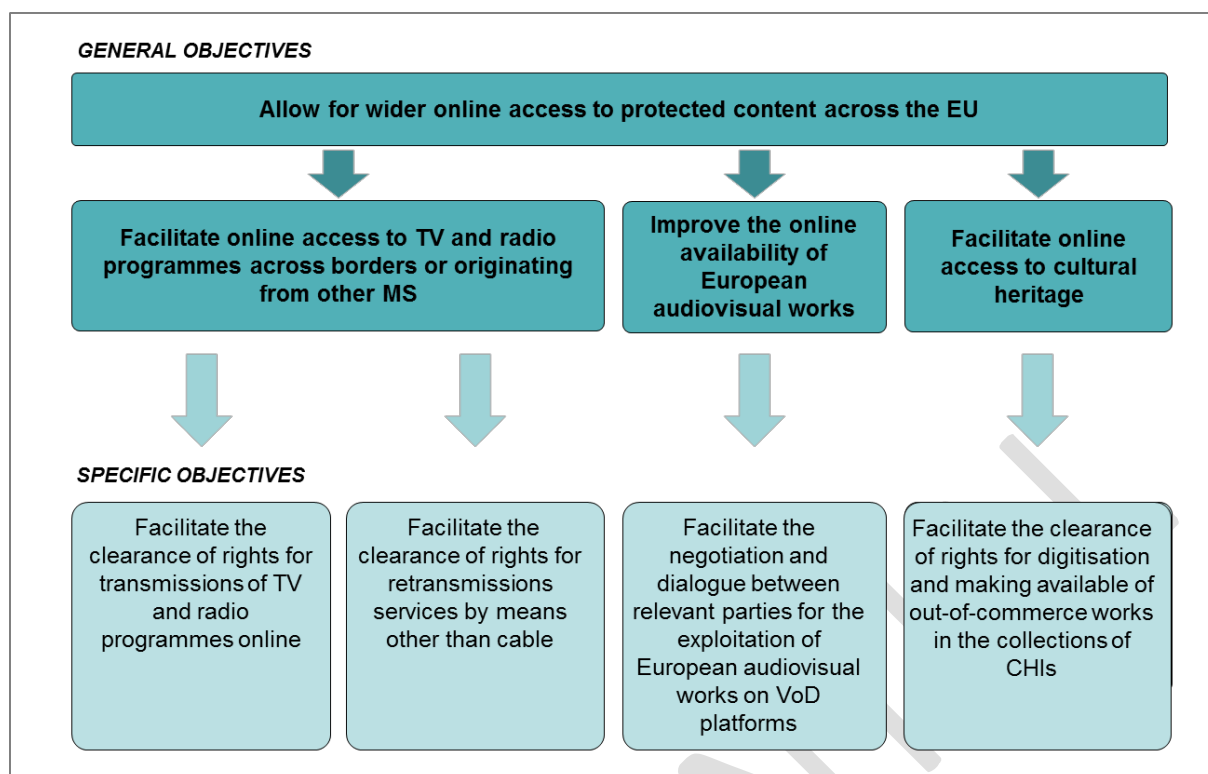 GENERAL OBJECTIVES
Allow for wider online access to protected content across the EU
Facilitate online access to TV and radio
programmes across borders or originating
from other MS
Improve the online
availability of
European
audiovisual works
Facilitate online
access to cultural
heritage
SPECIFIC OBJECTIVES
Facilitate the
clearance of rights for
transmissions of TV
and radio
programmes online
Facilitate the
clearance of rights for
retransmissions
services by means
other than cable
Facilitate the
negotiation and
dialogue between
relevant parties for the
exploitation of
European audiovisual
works on VoD
platforms
Facilitate the clearance
of rights for digitisation
and making available of
out-of-commerce works
in the collections of
CHIs